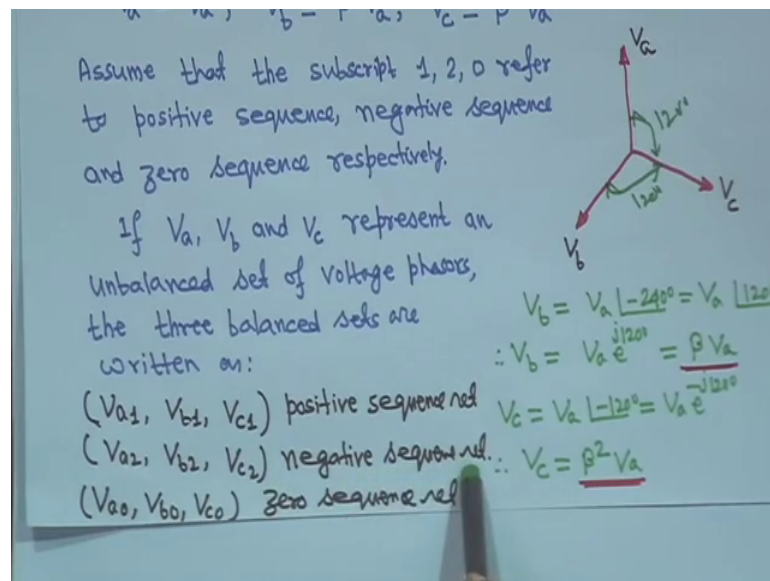 Vb = β Va, Vc = β Va
Assume that the subscript 1, 2, 0 refer
to positive sequence, negative sequence
and zero sequence respectively.
If Va, Vb and Vc represent an
unbalanced set of voltage phasors,
the three balanced sets are
written as:
(Va1, Vb1, Vc1) positive sequence set
(Va2, Vb2, Vc2) negative sequence set.
(Va0, Vb0, Vc0) zero sequence set
Va
120°
120°
Vc
Vb
Vb = Va ∠-240° = Va ∠120
∴ Vb = Va e^j120° = β Va
Vc = Va ∠-120° = Va e^-j120°
∴ Vc = β² Va